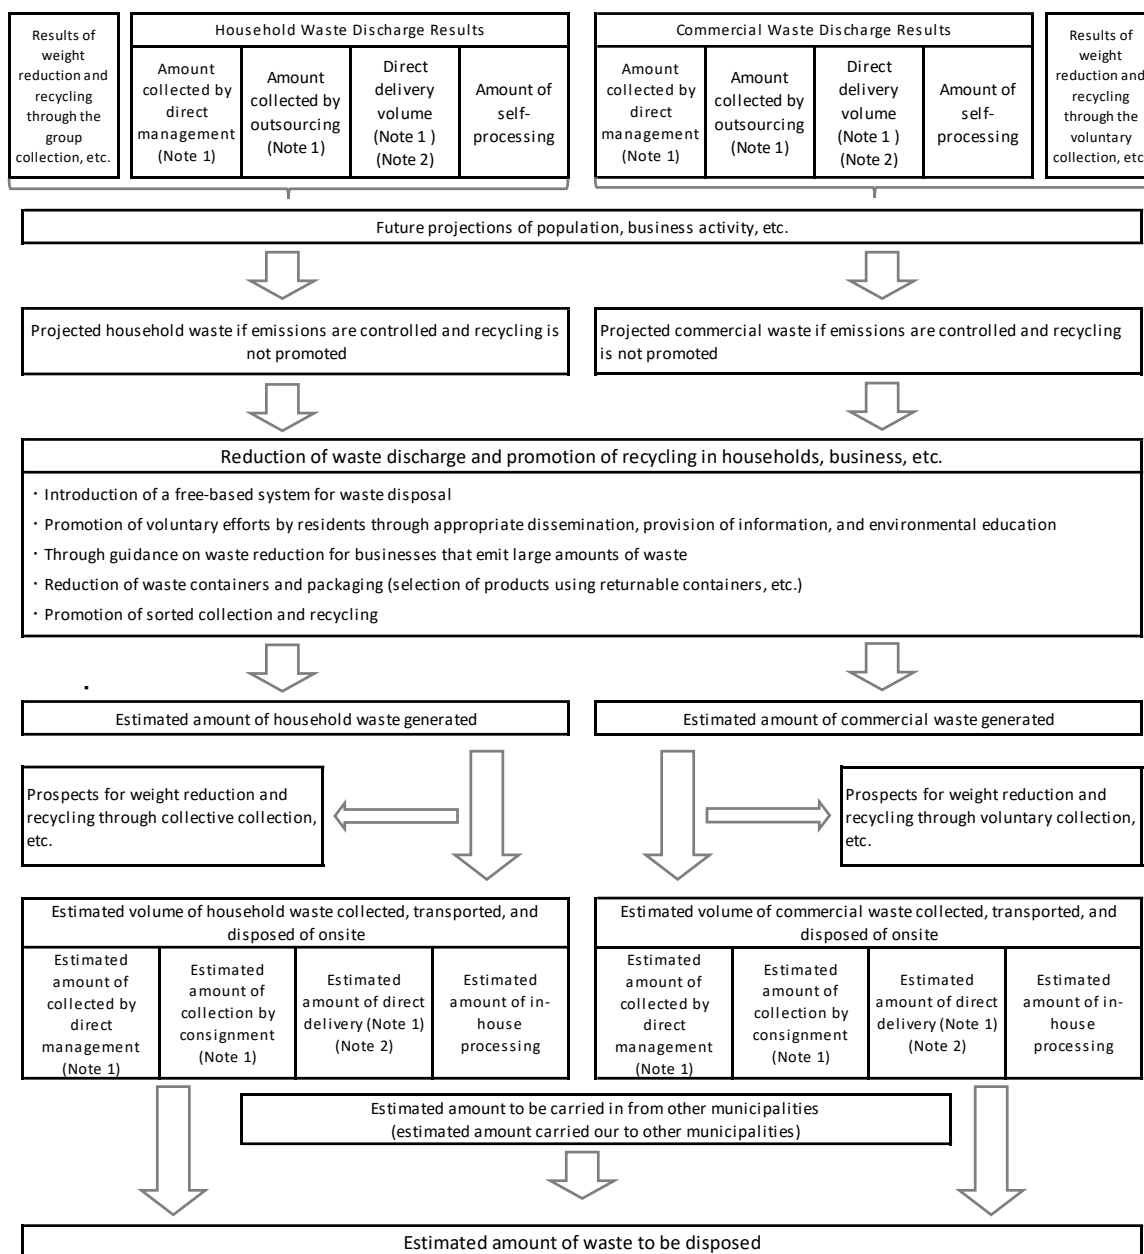 Results of
weight
reduction and
recycling
through the
group
collection, etc.
Household Waste Discharge Results
Amount
collected by
direct
management
(Note 1)
Amount
collected by
outsourcing
(Note 1)
Direct
delivery
volume
(Note 1)
(Note 2)
Amount of
self-
processing
Commercial Waste Discharge Results
Amount
collected by
direct
management
(Note 1)
Amount
collected by
outsourcing
(Note 1)
Direct
delivery
volume
(Note 1 )
(Note 2)
Amount of
self-
processing
Results of
weight
reduction and
recycling
through the
voluntary
collection, etc
Future projections of population, business activity, etc.
Projected household waste if emissions are controlled and recycling is
not promoted
Projected commercial waste if emissions are controlled and recycling
is not promoted
Reduction of waste discharge and promotion of recycling in households, business, etc.
・Introduction of a free-based system for waste disposal
・Promotion of voluntary efforts by residents through appropriate dissemination, provision of information, and environmental education
・Through guidance on waste reduction for businesses that emit large amounts of waste
・Reduction of waste containers and packaging (selection of products using returnable containers, etc.)
・Promotion of sorted collection and recycling
Estimated amount of household waste generated
Estimated amount of commercial waste generated
Prospects for weight reduction and
recycling through collective collection,
etc.
Prospects for weight reduction and
recycling through voluntary collection,
etc.
Estimated volume of household waste collected, transported, and
disposed of onsite
Estimated
amount of
collected by
direct
management
(Note 1)
Estimated
amount of
collection by
consignment
(Note 1)
Estimated
amount of direct
delivery (Note 1)
(Note 2)
Estimated
amount of in-
house
processing
Estimated volume of commercial waste collected, transported, and
disposed of onsite
Estimated
amount of
collected by
direct
management
(Note 1)
Estimated
amount of
collection by
consignment
(Note 1)
Estimated
amount of direct
delivery (Note 1)
(Note 2)
Estimated
amount of in-
house
processing
Estimated amount to be carried in from other municipalities
(estimated amount carried our to other municipalities)
Estimated amount of waste to be disposed